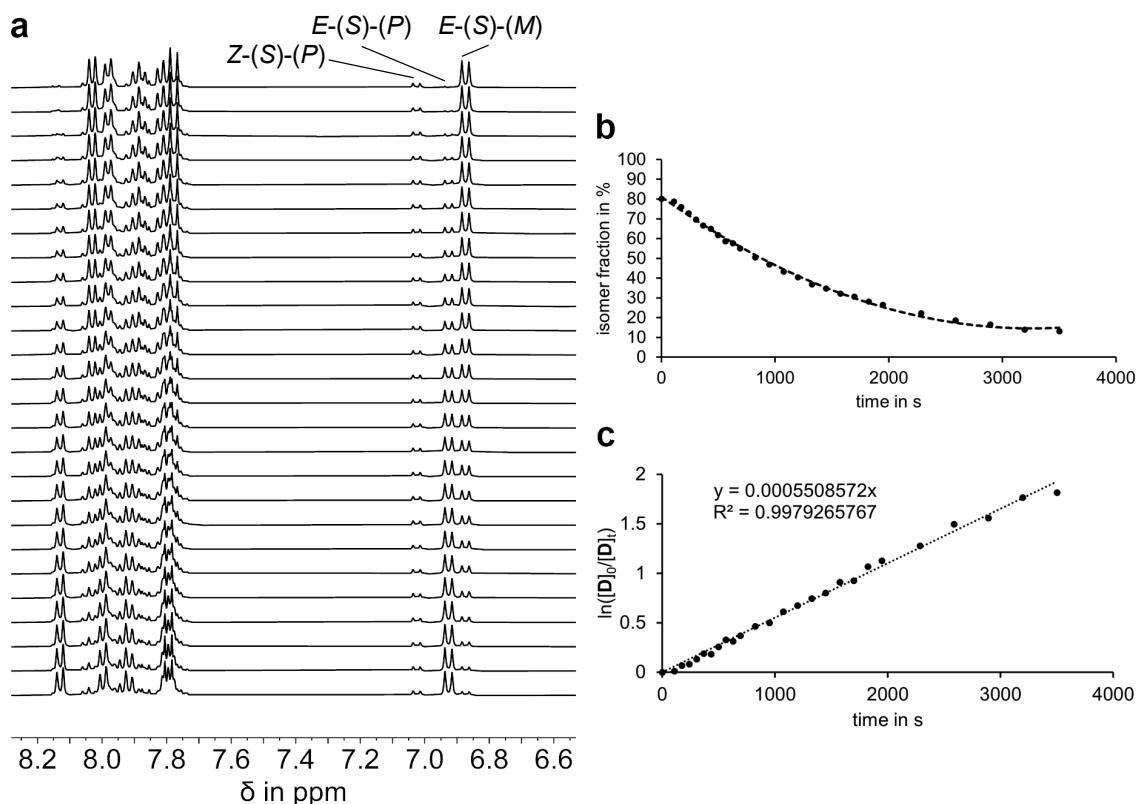 a
E-(S)-(P)
E-(S)-(M)
Z-(S)-(P)
8.2 8.0 7.8 7.6 7.4 7.2 7.0 6.8 6.6
δ in ppm
b
100
90
80
70
60
50
40
30
20
10
0
isomer fraction in %
0 1000 2000 3000 4000
time in s
c
2
1.5
1
0.5
0
ln([D]₀/[D]ₜ)
y = 0.0005508572x
R² = 0.9979265767
0 1000 2000 3000 4000
time in s